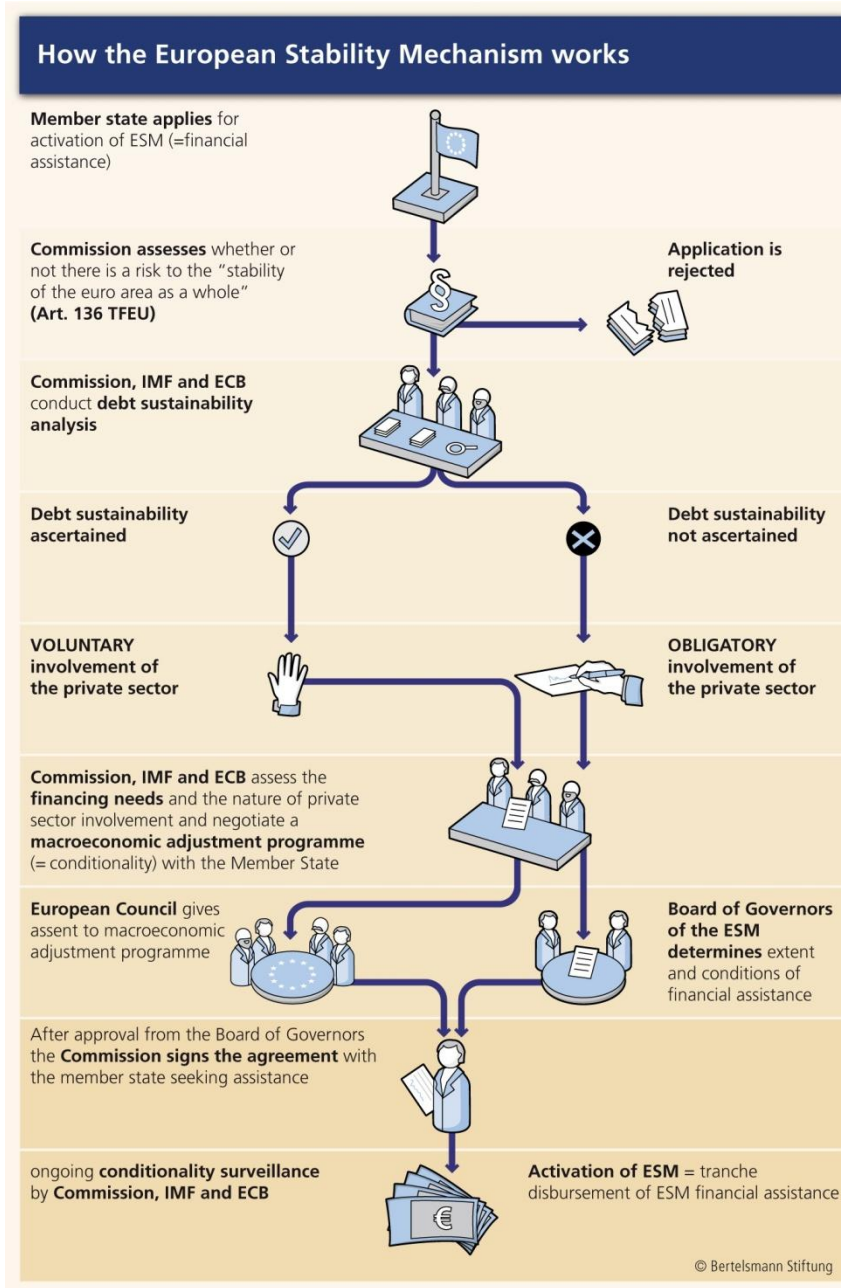 How the European Stability Mechanism works
Member state applies for
activation of ESM (=financial
assistance)
Commission assesses whether or
not there is a risk to the “stability
of the euro area as a whole”
(Art. 136 TFEU)
Application is
rejected
§
Commission, IMF and ECB
conduct debt sustainability
analysis
Debt sustainability
ascertained
Debt sustainability
not ascertained
VOLUNTARY
involvement of
the private sector
OBLIGATORY
involvement of
the private sector
Commission, IMF and ECB assess the
financing needs and the nature of private
sector involvement and negotiate a
macroeconomic adjustment programme
(= conditionality) with the Member State
European Council gives
assent to macroeconomic
adjustment programme
Board of Governors
of the ESM
determines extent
and conditions of
financial assistance
After approval from the Board of Governors
the Commission signs the agreement with
the member state seeking assistance
ongoing conditionality surveillance
by Commission, IMF and ECB
€
Activation of ESM = tranche
disbursement of ESM financial assistance
© Bertelsmann Stiftung